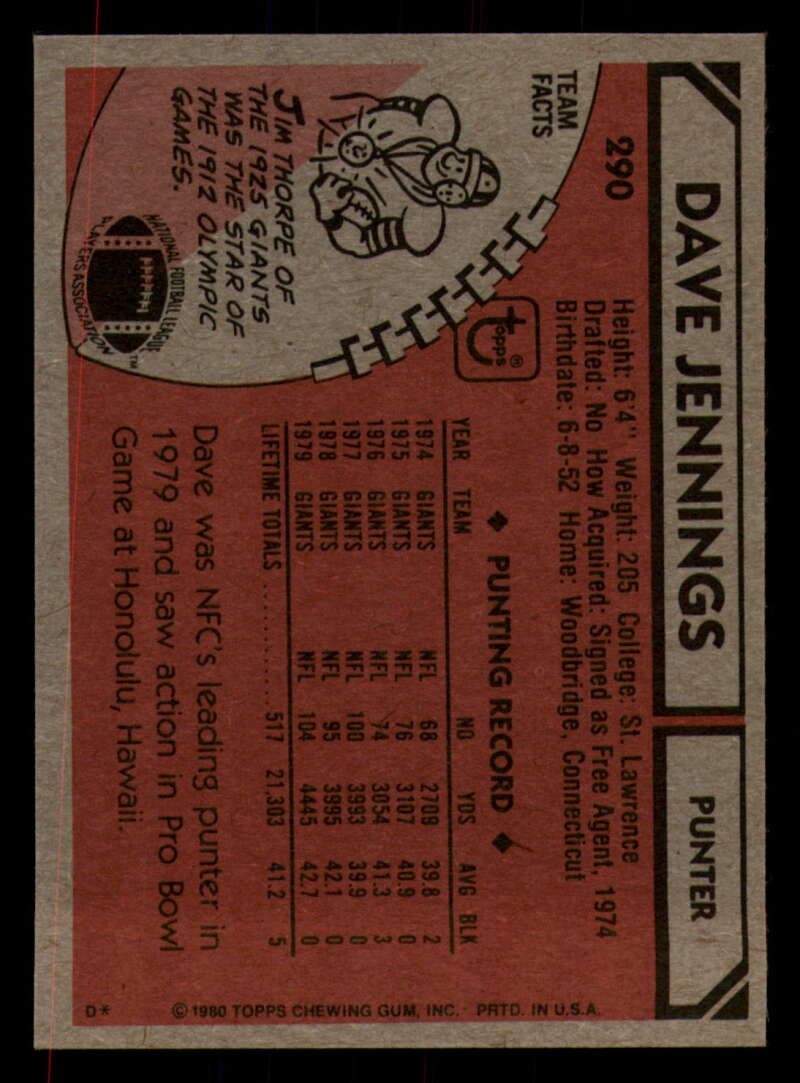 DAVE JENNINGS PUNTER
290
Height: 6'4" Weight: 205 College: St. Lawrence
Drafted: No How Acquired: Signed as Free Agent, 1974
Birthdate: 6-8-52 Home: Woodbridge, Connecticut
TEAM
FACTS
JIM THORPE OF
THE 1925 GIANTS
WAS THE STAR OF
THE 1912 OLYMPIC
GAMES.
NATIONAL FOOTBALL LEAGUE
PLAYERS ASSOCIATION
TM
topps®
◆ PUNTING RECORD ◆
YEAR TEAM NO YDS AVG BLK
1974 GIANTS NFL 68 2709 39.8 2
1975 GIANTS NFL 76 3107 40.9 0
1976 GIANTS NFL 74 3054 41.3 3
1977 GIANTS NFL 100 3993 39.9 0
1978 GIANTS NFL 95 3995 42.1 0
1979 GIANTS NFL 104 4445 42.7 0
LIFETIME TOTALS .......... 517 21,303 41.2 5
Dave was NFC's leading punter in
1979 and saw action in Pro Bowl
Game at Honolulu, Hawaii.
D* © 1980 TOPPS CHEWING GUM, INC. PRTD. IN U.S.A.